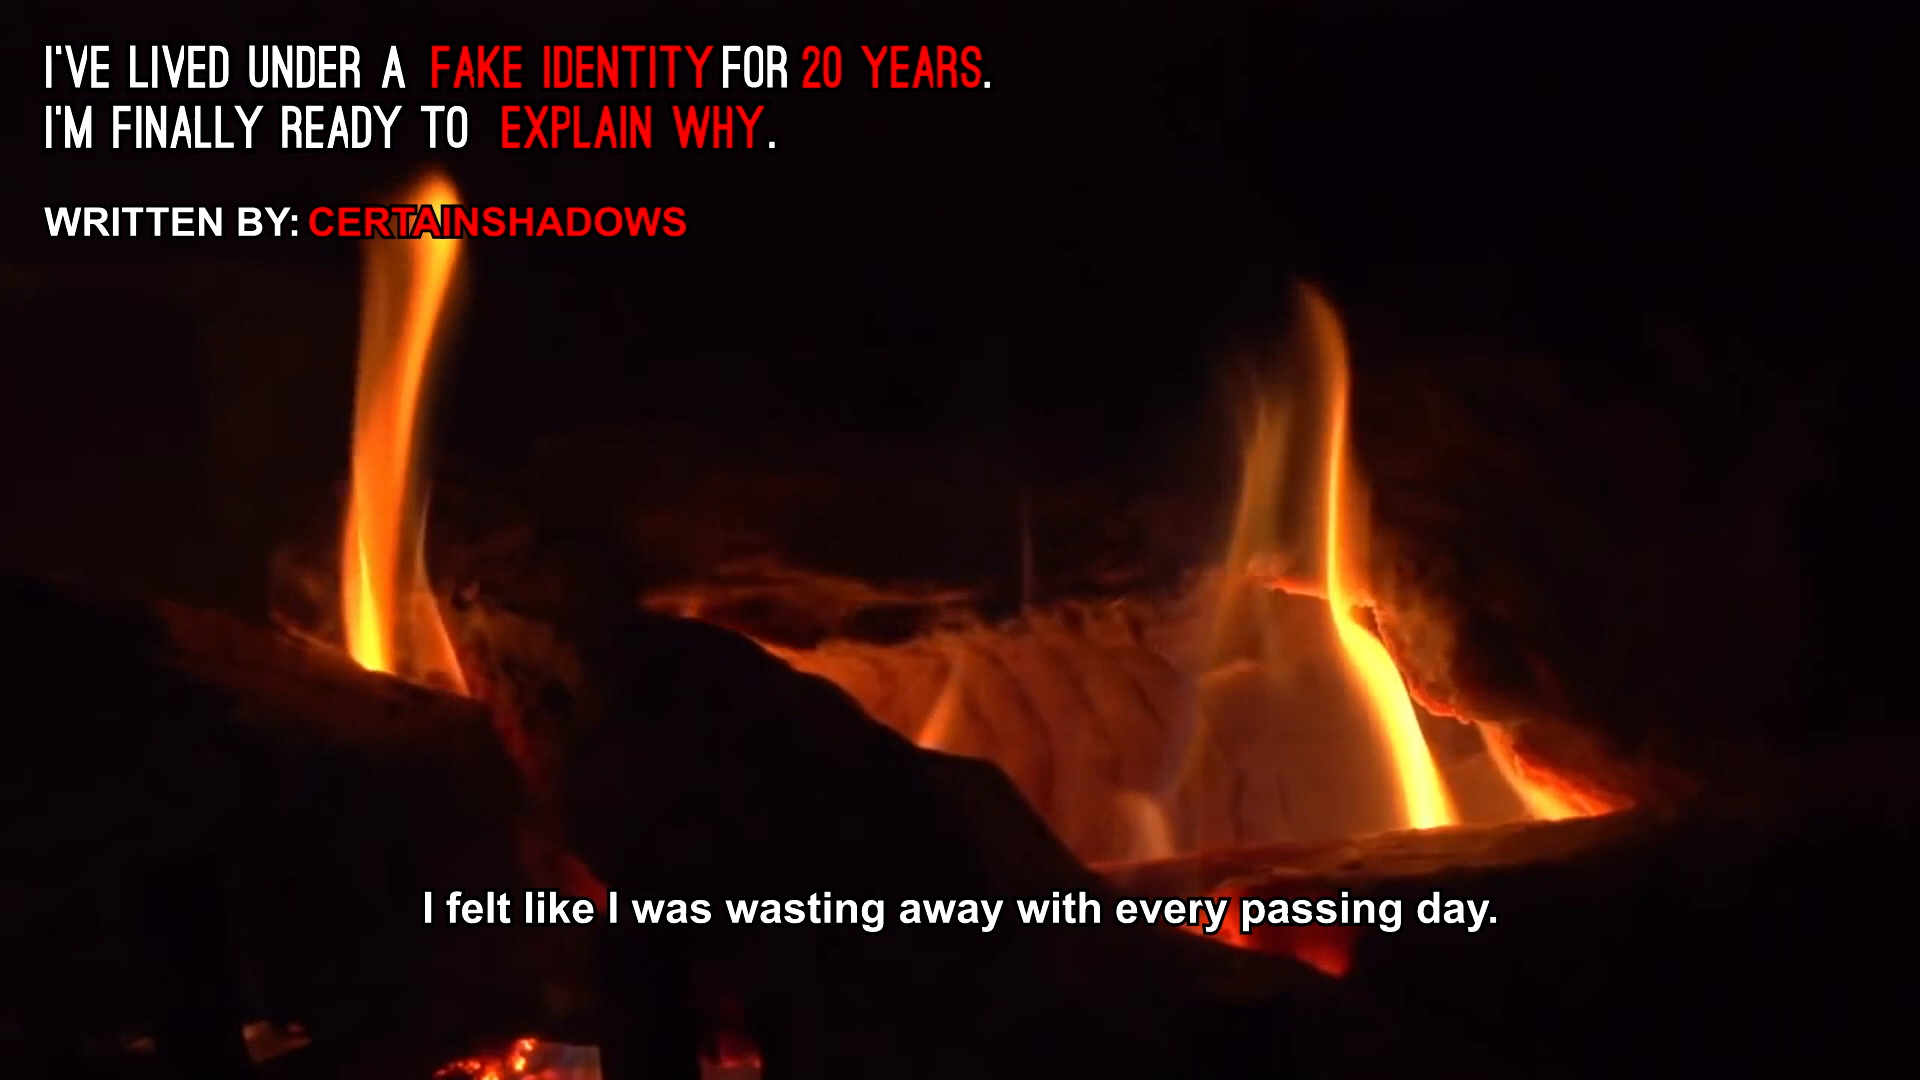 I'VE LIVED UNDER A FAKE IDENTITY FOR 20 YEARS.
I'M FINALLY READY TO EXPLAIN WHY.
WRITTEN BY: CERTAINSHADOWS
I felt like I was wasting away with every passing day.